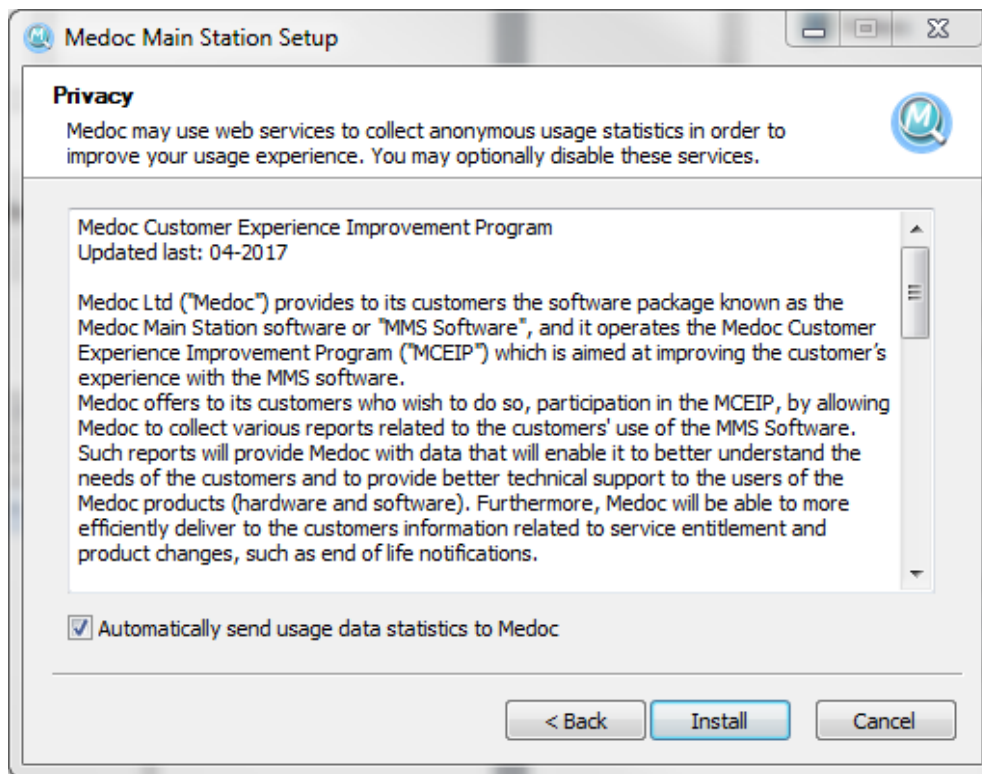 Medoc Main Station Setup
Privacy
Medoc may use web services to collect anonymous usage statistics in order to
improve your usage experience. You may optionally disable these services.
Medoc Customer Experience Improvement Program
Updated last: 04-2017
Medoc Ltd ("Medoc") provides to its customers the software package known as the
Medoc Main Station software or "MMS Software", and it operates the Medoc Customer
Experience Improvement Program ("MCEIP") which is aimed at improving the customer’s
experience with the MMS software.
Medoc offers to its customers who wish to do so, participation in the MCEIP, by allowing
Medoc to collect various reports related to the customers' use of the MMS Software.
Such reports will provide Medoc with data that will enable it to better understand the
needs of the customers and to provide better technical support to the users of the
Medoc products (hardware and software). Furthermore, Medoc will be able to more
efficiently deliver to the customers information related to service entitlement and
product changes, such as end of life notifications.
Automatically send usage data statistics to Medoc
< Back Install Cancel